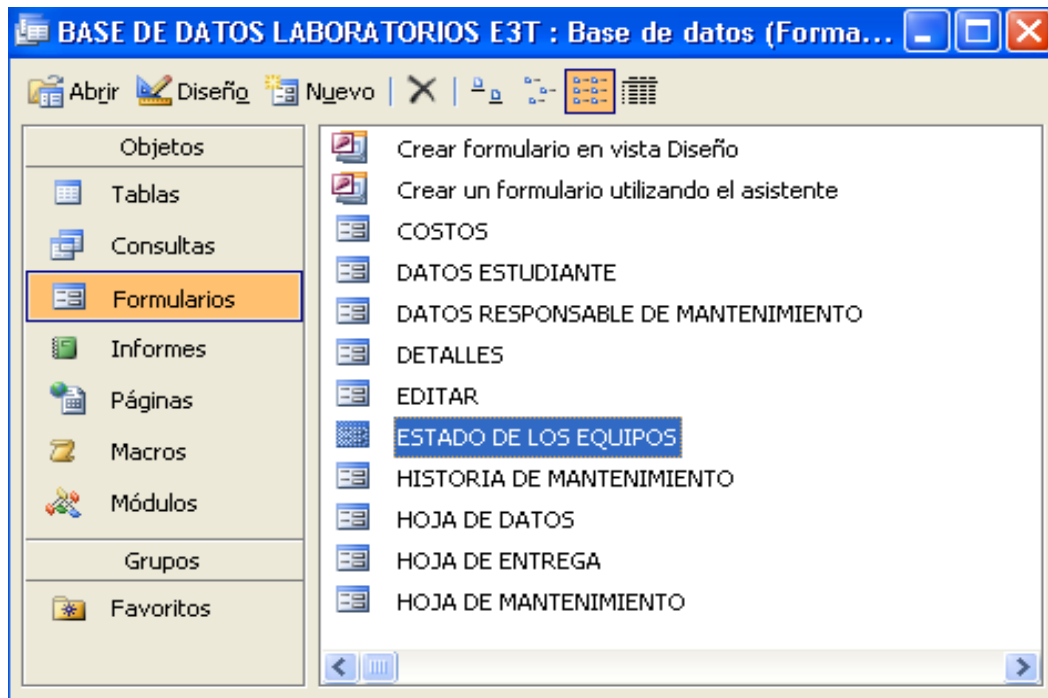 BASE DE DATOS LABORATORIOS E3T : Base de datos (Forma...
Abrir Diseño Nuevo
Objetos
Tablas
Consultas
Formularios
Informes
Páginas
Macros
Módulos
Grupos
Favoritos
Crear formulario en vista Diseño
Crear un formulario utilizando el asistente
COSTOS
DATOS ESTUDIANTE
DATOS RESPONSABLE DE MANTENIMIENTO
DETALLES
EDITAR
ESTADO DE LOS EQUIPOS
HISTORIA DE MANTENIMIENTO
HOJA DE DATOS
HOJA DE ENTREGA
HOJA DE MANTENIMIENTO